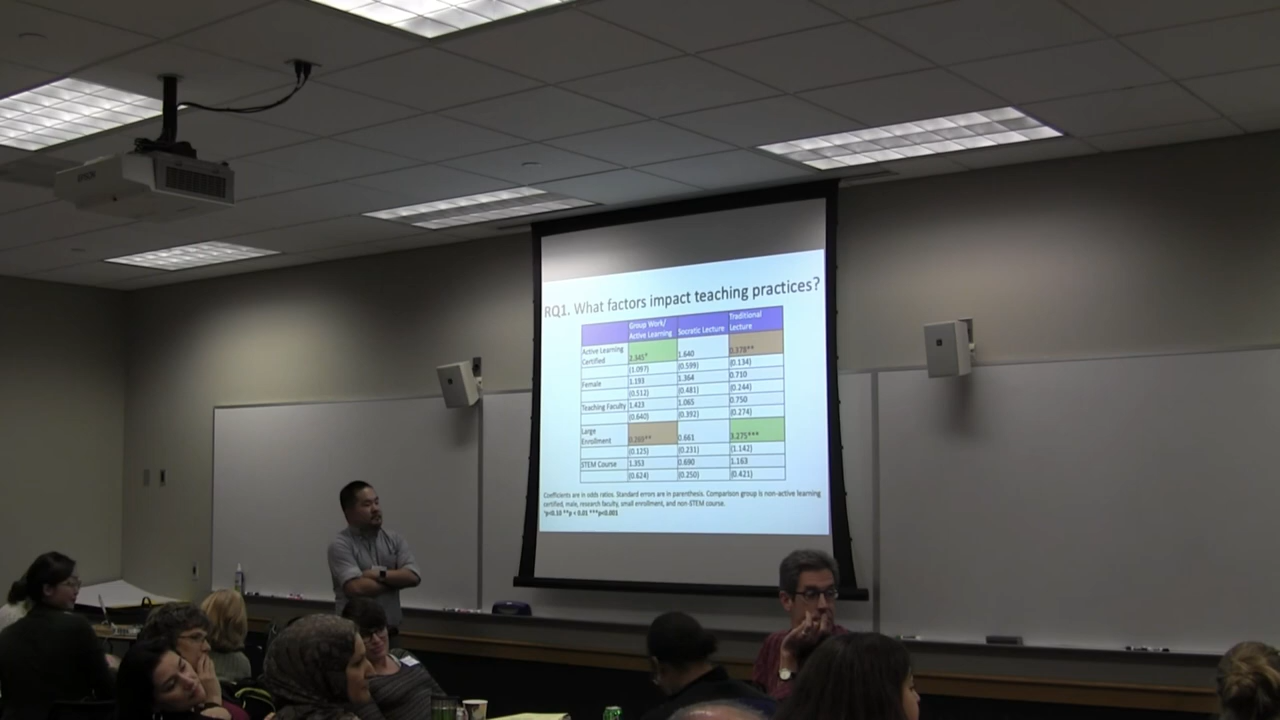 EPSON
RQ1. What factors impact teaching practices?
Group Work/ Active Learning Socratic Lecture Traditional Lecture
Active Learning Certified 2.345* 1.640 0.378**
(1.097) (0.599) (0.134)
Female 1.193 1.364 0.710
(0.512) (0.481) (0.244)
Teaching Faculty 1.423 1.065 0.750
(0.640) (0.392) (0.274)
Large Enrollment 0.661 3.275***
(0.125) (0.231) (1.142)
STEM Course 1.353 0.690 1.163
(0.624) (0.250) (0.421)
Coefficients are in odds ratios. Standard errors are in parenthesis. Comparison group is non-active learning
certified, male, research faculty, small enrollment, and non-STEM course.
*p<0.10 **p < 0.01 ***p<0.001